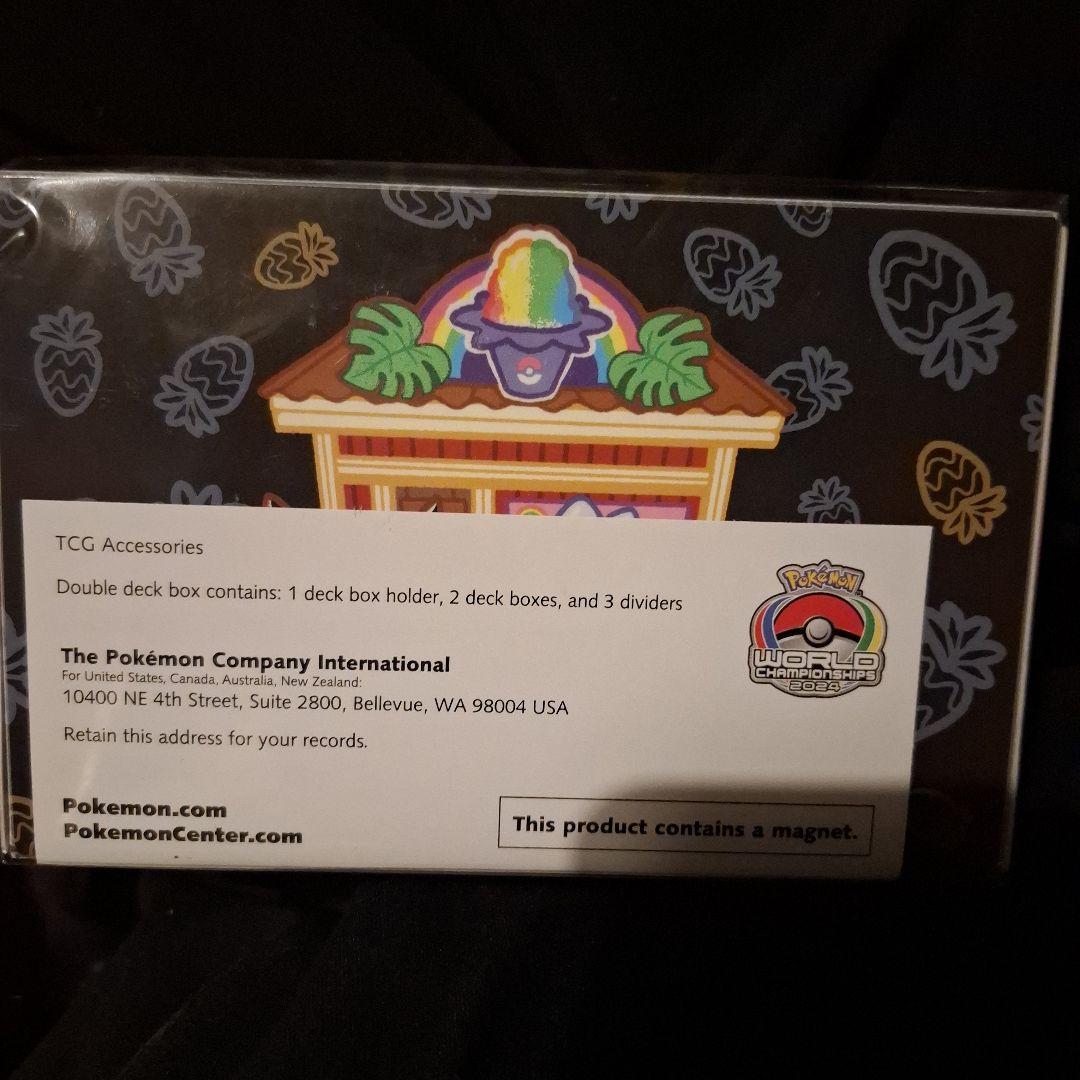 TCG Accessories
Double deck box contains: 1 deck box holder, 2 deck boxes, and 3 dividers
The Pokémon Company International
For United States, Canada, Australia, New Zealand:
10400 NE 4th Street, Suite 2800, Bellevue, WA 98004 USA
Retain this address for your records.
Pokemon.com
PokemonCenter.com
POKéMON
WORLD
CHAMPIONSHIPS
2024
This product contains a magnet.